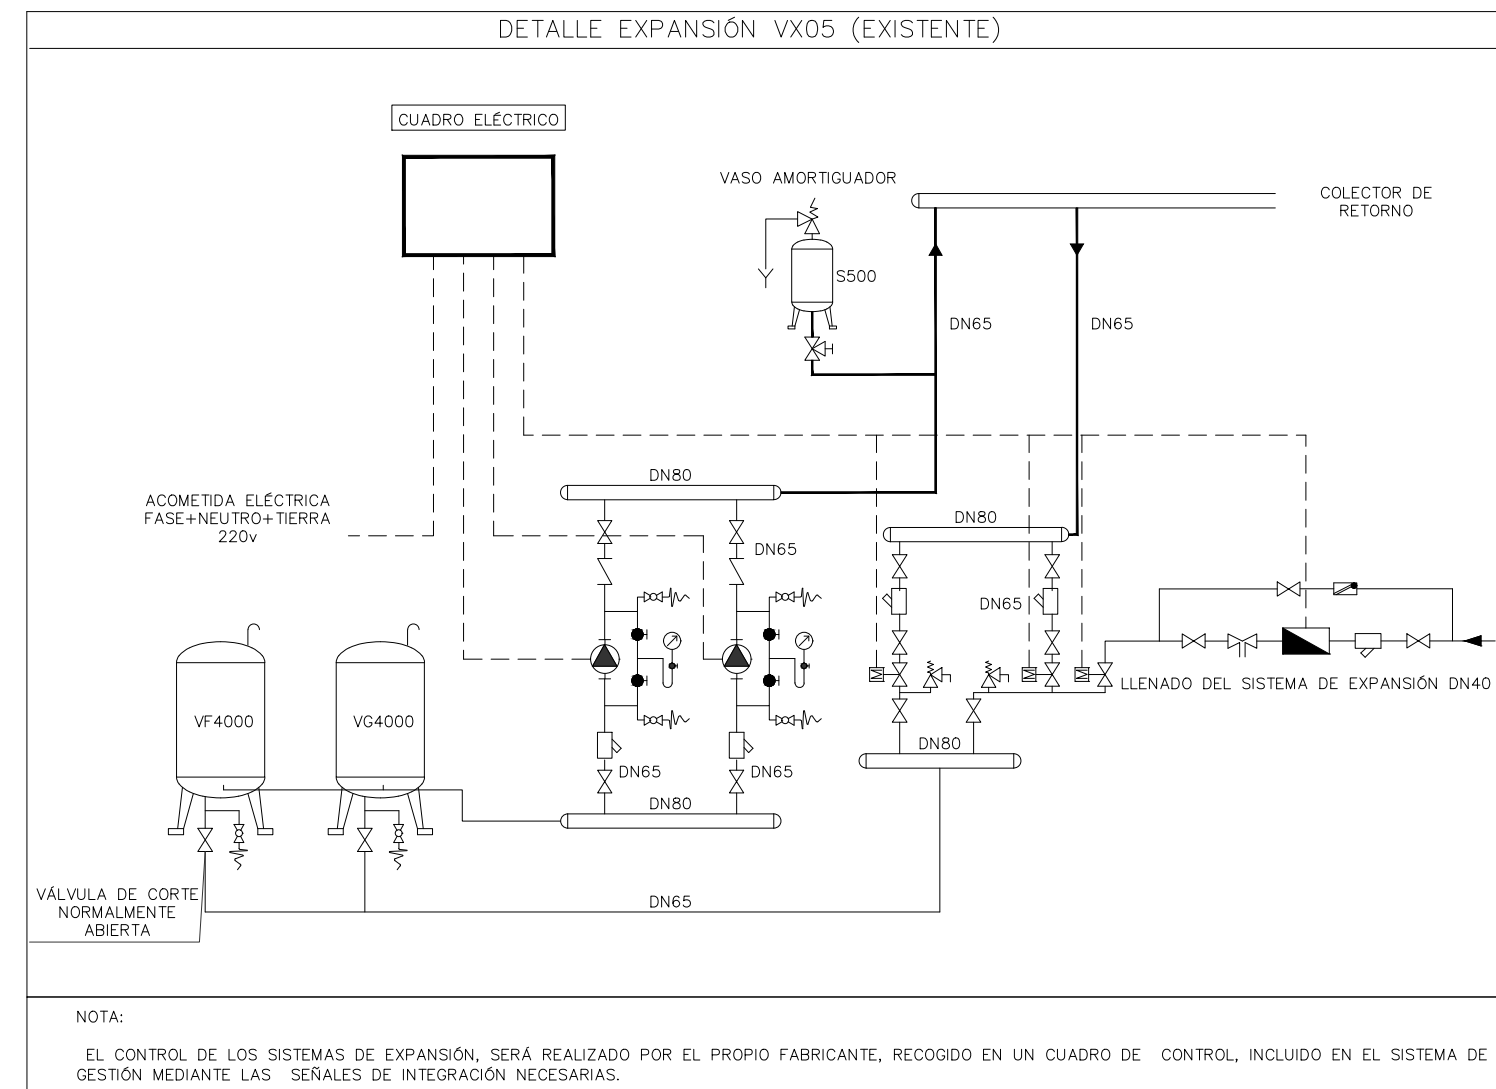 DETALLE EXPANSIÓN VX05 (EXISTENTE)
CUADRO ELÉCTRICO
VASO AMORTIGUADOR
COLECTOR DE
RETORNO
S500
DN65
DN65
DN80
ACOMETIDA ELÉCTRICA
FASE+NEUTRO+TIERRA
220v
DN80
DN65
DN65
M
M
M
LLENADO DEL SISTEMA DE EXPANSIÓN DN40
VF4000
VG4000
DN80
DN65
DN65
DN80
VÁLVULA DE CORTE
NORMALMENTE
ABIERTA
DN65
NOTA:
EL CONTROL DE LOS SISTEMAS DE EXPANSIÓN, SERÁ REALIZADO POR EL PROPIO FABRICANTE, RECOGIDO EN UN CUADRO DE CONTROL, INCLUIDO EN EL SISTEMA DE
GESTIÓN MEDIANTE LAS SEÑALES DE INTEGRACIÓN NECESARIAS.